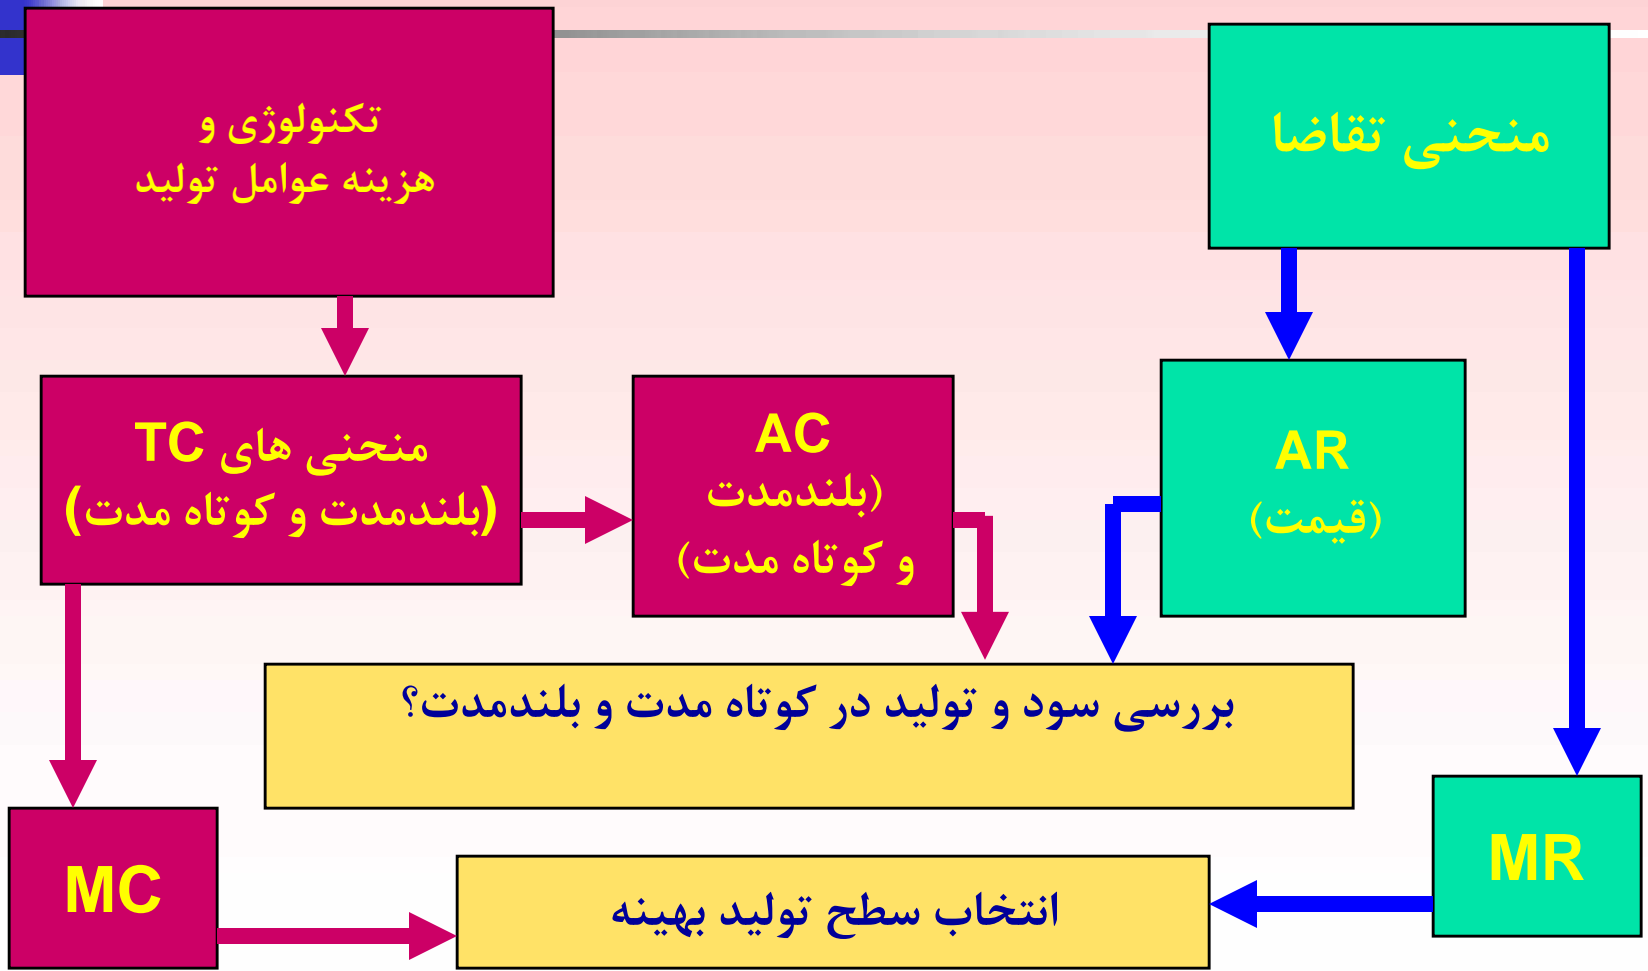 منحنی تقاضا
تکنولوژی و
هزینه عوامل تولید
AR
(قیمت)
AC
(بلندمدت
و کوتاه مدت)
منحنی های TC
(بلندمدت و کوتاه مدت)
بررسی سود و تولید در کوتاه مدت و بلندمدت؟
MR
MC
انتخاب سطح تولید بهینه